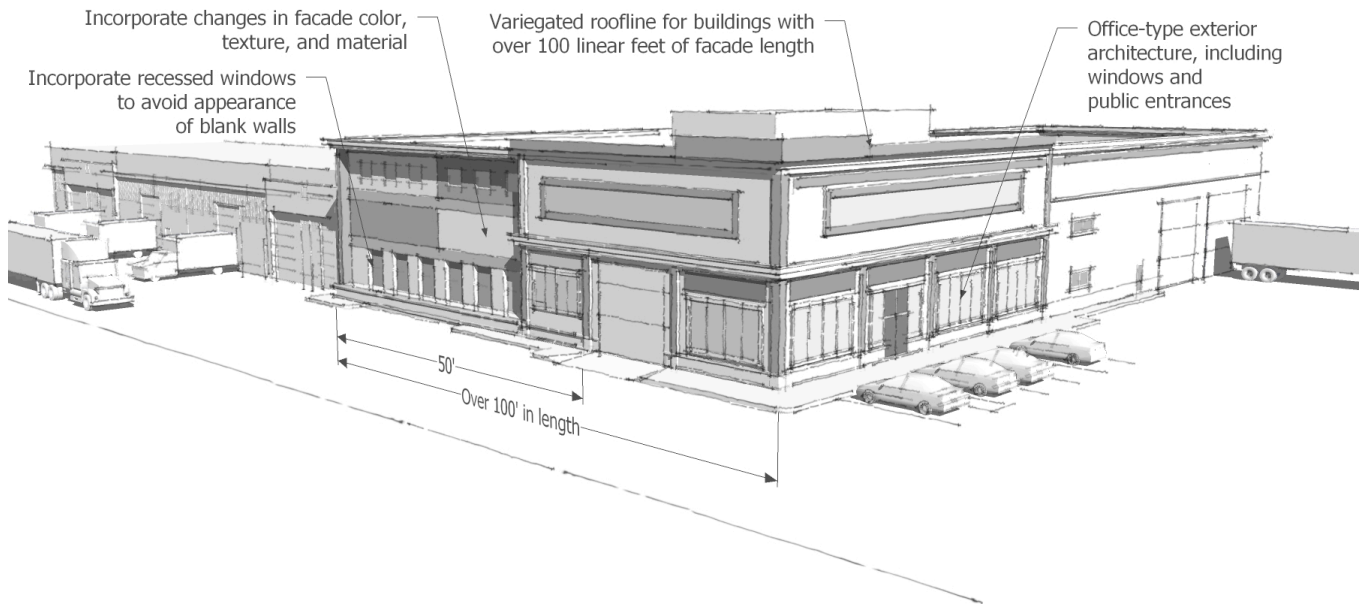 Incorporate changes in facade color,
texture, and material
Incorporate recessed windows
to avoid appearance
of blank walls
Variegated roofline for buildings with
over 100 linear feet of facade length
Office-type exterior
architecture, including
windows and
public entrances
50'
Over 100' in length